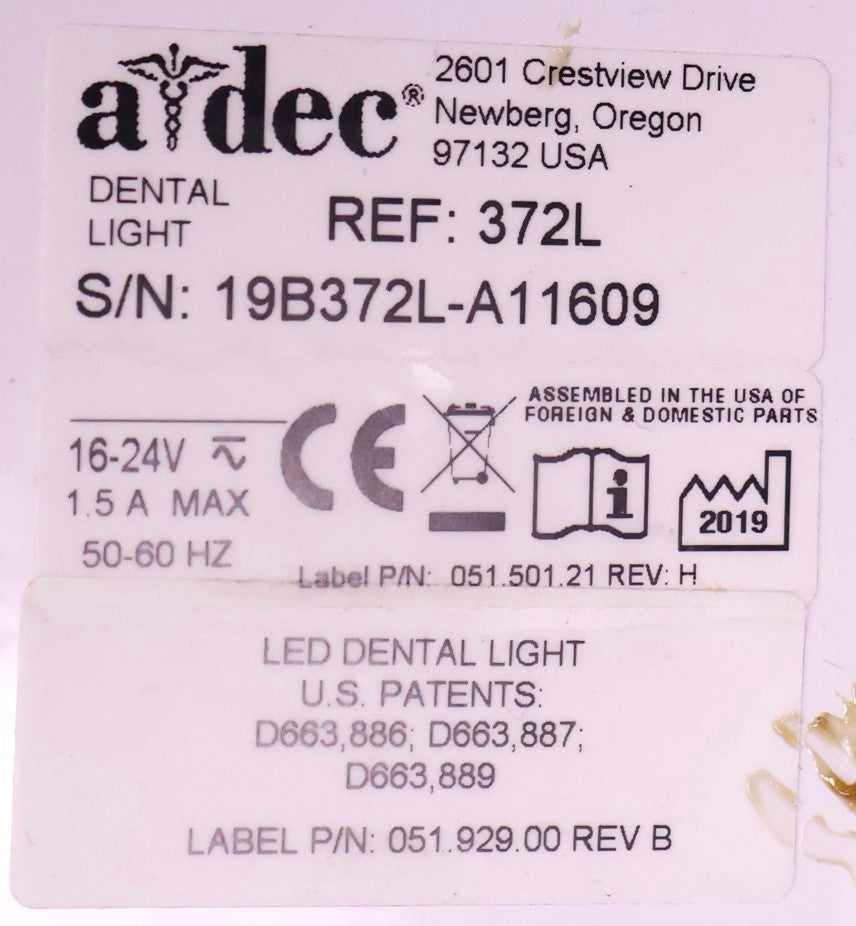 a dec® 2601 Crestview Drive
Newberg, Oregon
97132 USA
DENTAL
LIGHT REF: 372L
S/N: 19B372L-A11609
ASSEMBLED IN THE USA OF
FOREIGN & DOMESTIC PARTS
16-24V
1.5 A MAX
50-60 HZ
CE
i
2019
Label P/N: 051.501.21 REV: H
LED DENTAL LIGHT
U.S. PATENTS:
D663,886; D663,887;
D663,889
LABEL P/N: 051.929.00 REV B